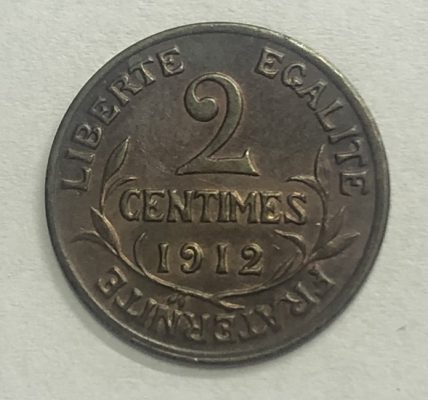 LIBERTE EGALITE
2
CENTIMES
1912
FRATERNITE